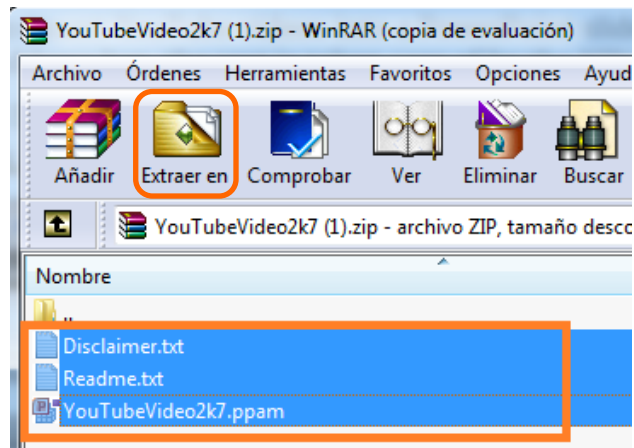 YouTubeVideo2k7 (1).zip - WinRAR (copia de evaluación)
Archivo Órdenes Herramientas Favoritos Opciones Ayud
Añadir Extraer en Comprobar Ver Eliminar Buscar
YouTubeVideo2k7 (1).zip - archivo ZIP, tamaño desco
Nombre
..
Disclaimer.txt
Readme.txt
YouTubeVideo2k7.ppam